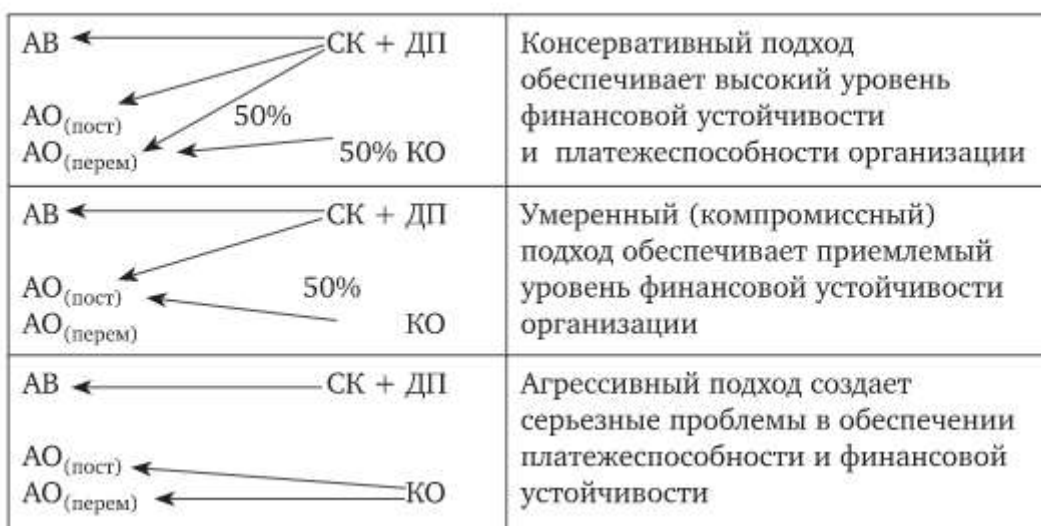 АВ СК + ДП
АО(пост) 50%
АО(перем) 50% КО
Консервативный подход
обеспечивает высокий уровень
финансовой устойчивости
и платежеспособности организации
АВ СК + ДП
АО(пост) 50%
АО(перем) КО
Умеренный (компромиссный)
подход обеспечивает приемлемый
уровень финансовой устойчивости
организации
АВ СК + ДП
АО(пост)
АО(перем) КО
Агрессивный подход создает
серьезные проблемы в обеспечении
платежеспособности и финансовой
устойчивости